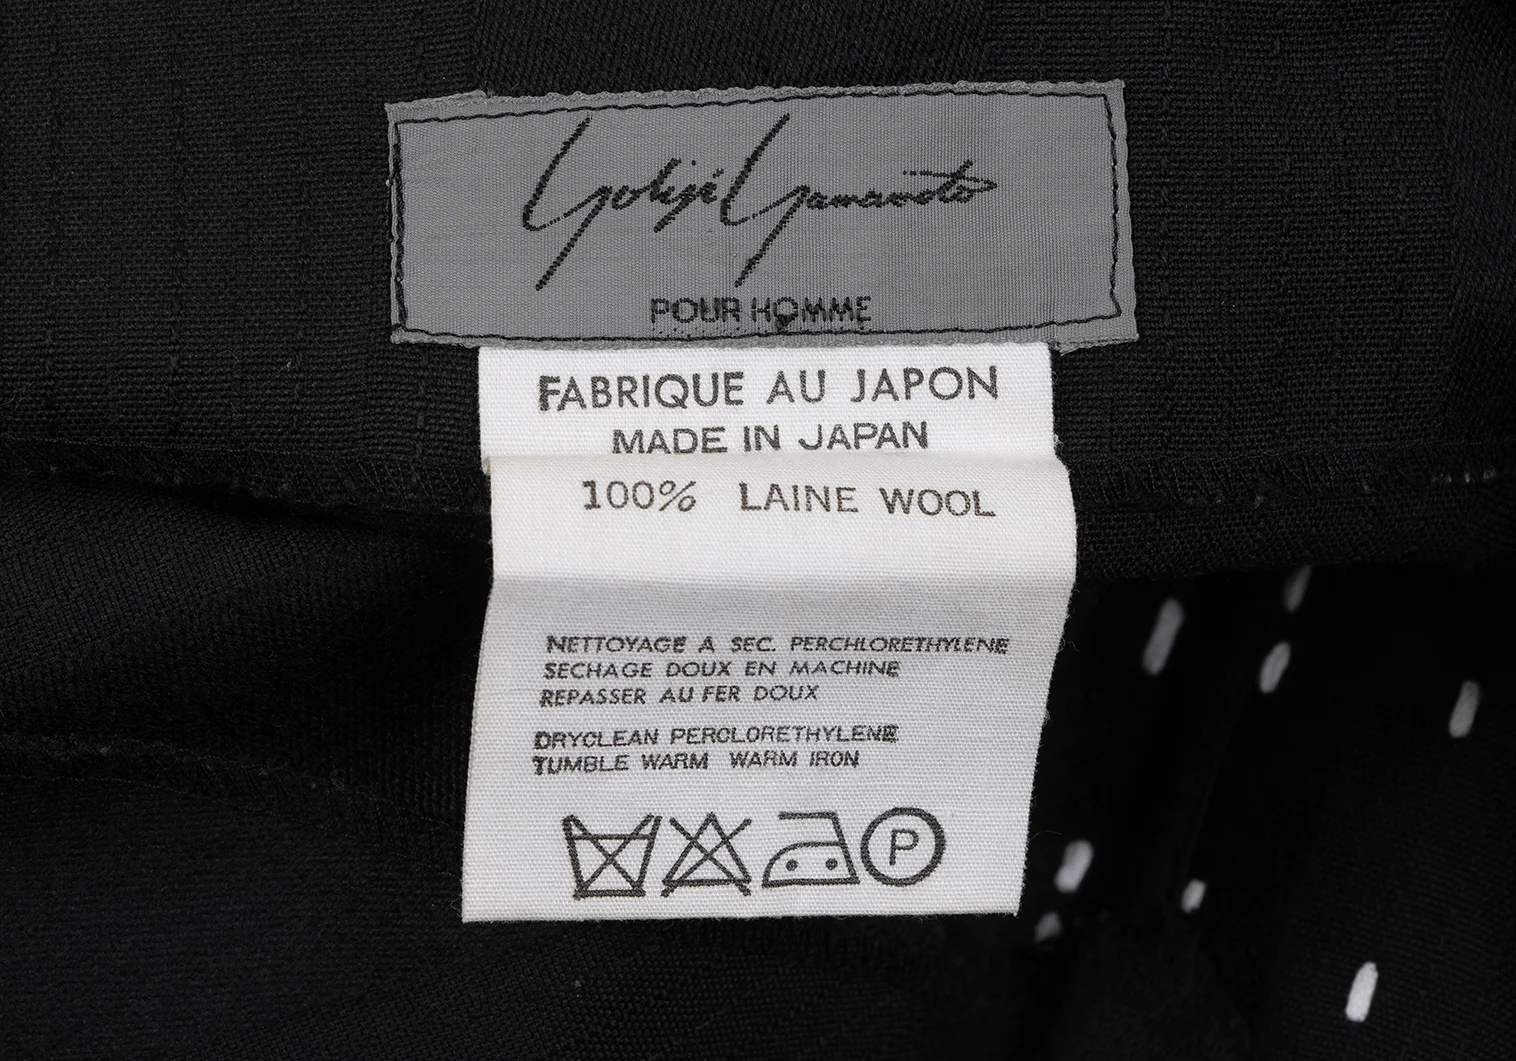 Yohji Yamamoto
POUR HOMME
FABRIQUE AU JAPON
MADE IN JAPAN
100% LAINE WOOL
NETTOYAGE A SEC. PERCHLORETHYLENE
SECHAGE DOUX EN MACHINE
REPASSER AU FER DOUX
DRYCLEAN PERCLORETHYLENE
TUMBLE WARM WARM IRON
P